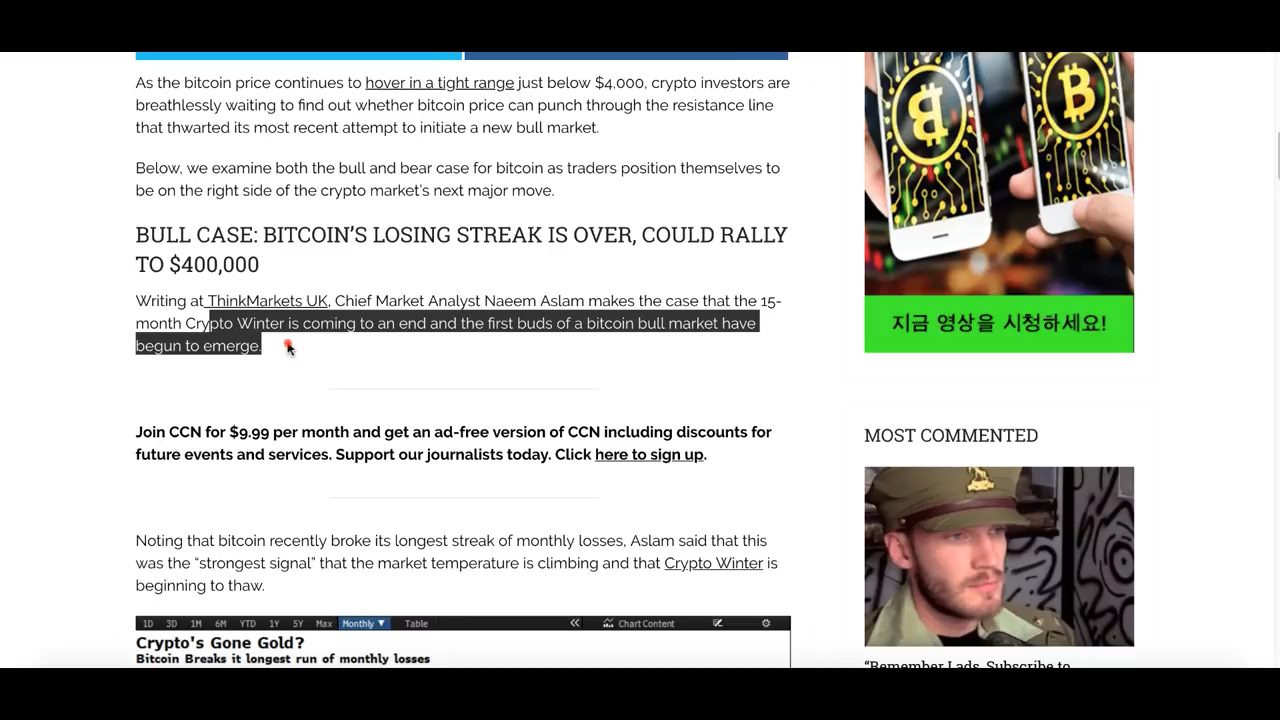 As the bitcoin price continues to hover in a tight range just below $4,000, crypto investors are
breathlessly waiting to find out whether bitcoin price can punch through the resistance line
that thwarted its most recent attempt to initiate a new bull market.
Below, we examine both the bull and bear case for bitcoin as traders position themselves to
be on the right side of the crypto market's next major move.
BULL CASE: BITCOIN'S LOSING STREAK IS OVER, COULD RALLY
TO $400,000
Writing at ThinkMarkets UK, Chief Market Analyst Naeem Aslam makes the case that the 15-
month Crypto Winter is coming to an end and the first buds of a bitcoin bull market have
begun to emerge.
Join CCN for $9.99 per month and get an ad-free version of CCN including discounts for
future events and services. Support our journalists today. Click here to sign up.
Noting that bitcoin recently broke its longest streak of monthly losses, Aslam said that this
was the “strongest signal” that the market temperature is climbing and that Crypto Winter is
beginning to thaw.
1D 3D 1M 6M YTD 1Y 5Y Max Monthly ▼ Table « Chart Content
Crypto's Gone Gold?
Bitcoin Breaks it longest run of monthly losses
지금 영상을 시청하세요!
MOST COMMENTED
“Remember Lads, Subscribe to